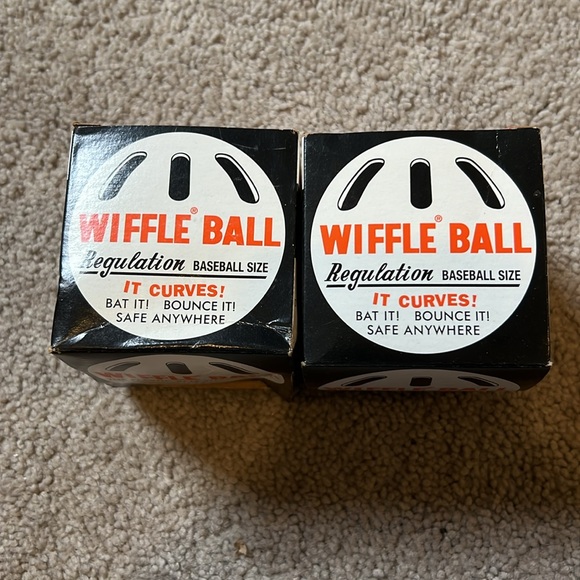 WIFFLE® BALL
Regulation BASEBALL SIZE
IT CURVES!
BAT IT! BOUNCE IT!
SAFE ANYWHERE
WIFFLE® BALL
Regulation BASEBALL SIZE
IT CURVES!
BAT IT! BOUNCE IT!
SAFE ANYWHERE